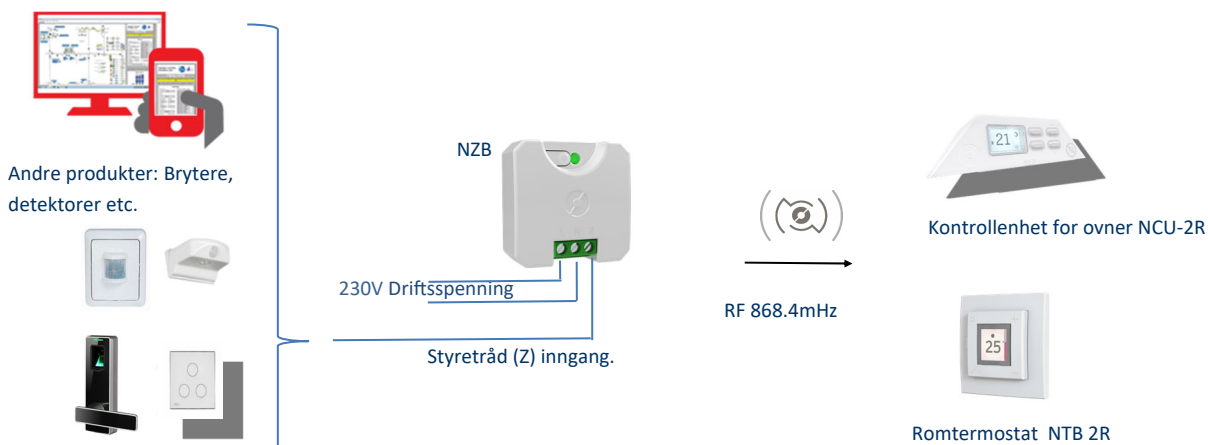 Andre produkter: Brytere,
detektorer etc.
NZB
230V Driftsspenning
Styretråd (Z) inngang.
RF 868.4mHz
21
Kontrollenhet for ovner NCU-2R
25
Romtermostat NTB 2R